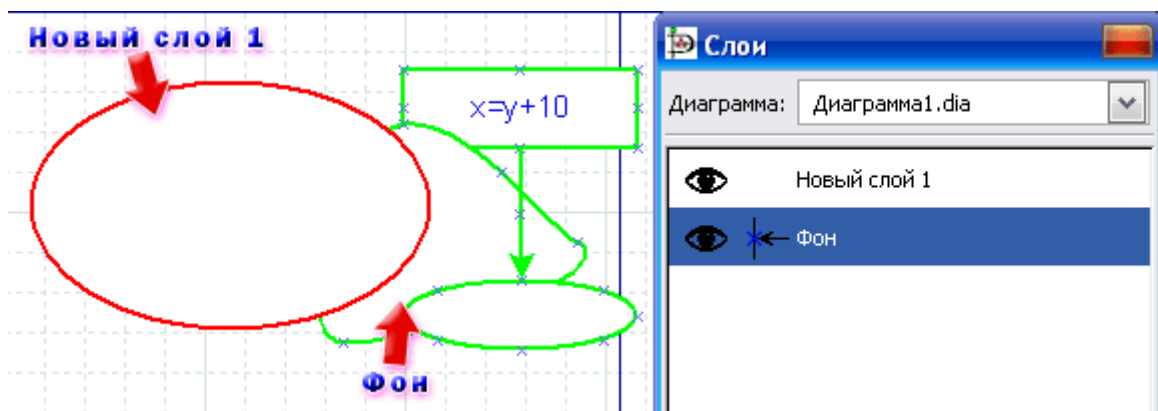 Новый слой 1
x=y+10
Фон
Слои
Диаграмма: Диаграмма1.dia
Новый слой 1
Фон